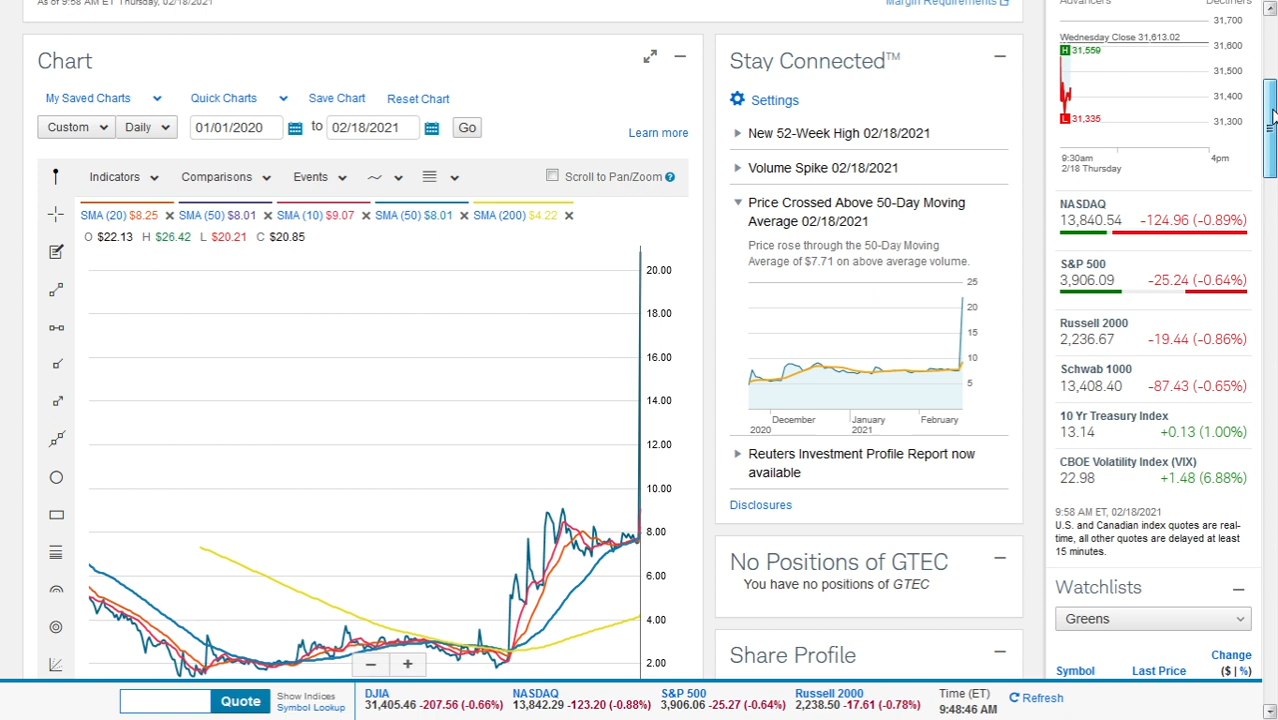 As of 9:58 AM ET Thursday, 02/18/2021
Margin Requirements
Chart
My Saved Charts
Quick Charts
Save Chart
Reset Chart
Custom
Daily
01/01/2020
to
02/18/2021
Go
Learn more
Indicators
Comparisons
Events
Scroll to Pan/Zoom
SMA (20) $8.25
SMA (50) $8.01
SMA (10) $9.07
SMA (50) $8.01
SMA (200) $4.22
O $22.13 H $26.42 L $20.21 C $20.85
20.00
18.00
16.00
14.00
12.00
10.00
8.00
6.00
4.00
2.00
Stay Connected™
Settings
New 52-Week High 02/18/2021
Volume Spike 02/18/2021
Price Crossed Above 50-Day Moving
Average 02/18/2021
Price rose through the 50-Day Moving
Average of $7.71 on above average volume.
25
20
15
10
5
December
January
February
2020
2021
Reuters Investment Profile Report now
available
Disclosures
No Positions of GTEC
You have no positions of GTEC
Share Profile
Advancers
Decliners
31,700
Wednesday Close 31,613.02
31,600
H 31,559
31,500
31,400
L 31,335
31,300
9:30am
4pm
2/18 Thursday
NASDAQ
13,840.54 -124.96 (-0.89%)
S&P 500
3,906.09 -25.24 (-0.64%)
Russell 2000
2,236.67 -19.44 (-0.86%)
Schwab 1000
13,408.40 -87.43 (-0.65%)
10 Yr Treasury Index
13.14 +0.13 (1.00%)
CBOE Volatility Index (VIX)
22.98 +1.48 (6.88%)
9:58 AM ET, 02/18/2021
U.S. and Canadian index quotes are real-
time, all other quotes are delayed at least
15 minutes.
Watchlists
Greens
Change
Symbol Last Price ($ | %)
Quote
Show Indices
Symbol Lookup
DJIA
31,405.46 -207.56 (-0.66%)
NASDAQ
13,842.29 -123.20 (-0.88%)
S&P 500
3,906.06 -25.27 (-0.64%)
Russell 2000
2,238.50 -17.61 (-0.78%)
Time (ET)
9:48:46 AM
Refresh